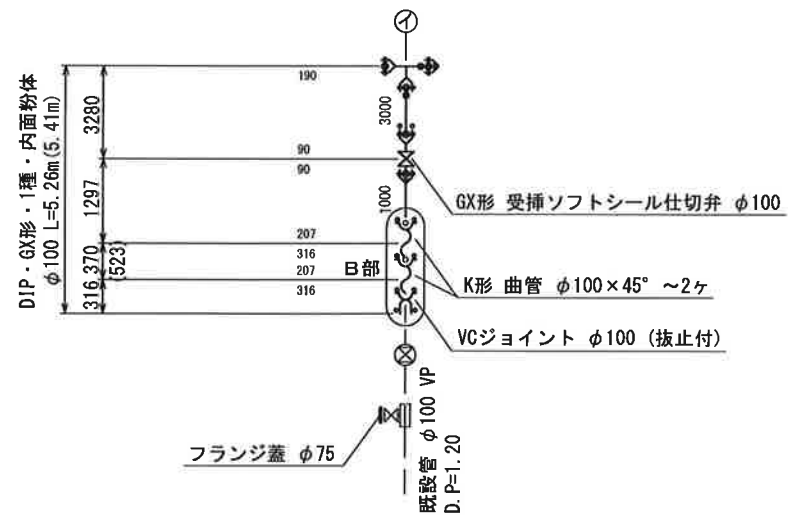 イ
DIP・GX形・1種・内面粉体
φ100 L=5.26m(5.41m)
3280
1297
370
(523)
316
190
90
90
207
316
207
316
3000
1000
B部
GX形 受挿ソフトシール仕切弁 φ100
K形 曲管 φ100×45° ～2ヶ
VCジョイント φ100 (抜止付)
フランジ蓋 φ75
既設管 φ100 VP
D.P=1.20